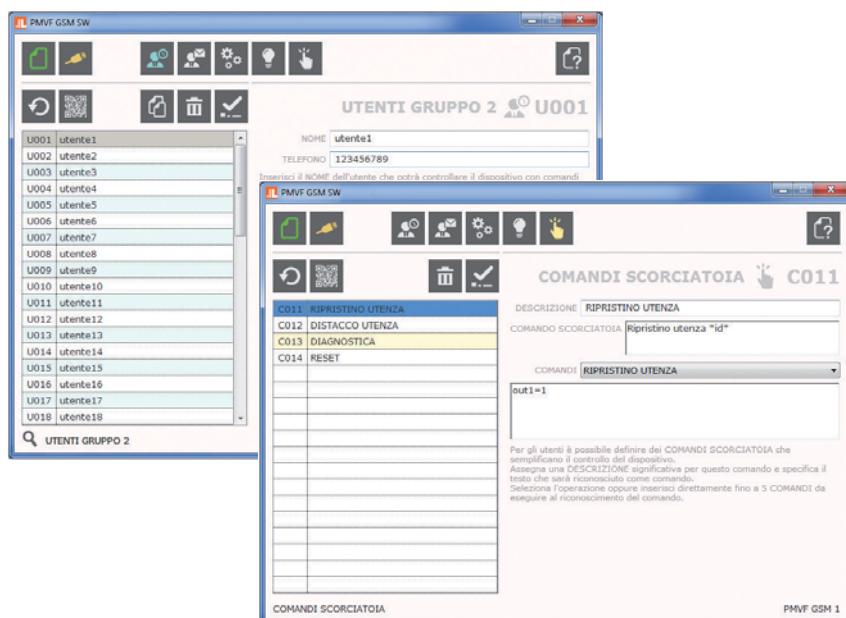 PMVF GSM SW
UTENTI GRUPPO 2 U001
NOME utente1
TELEFONO 123456789
Inserisci il NOME dell'utente che potrà controllare il dispositivo con comandi
U001 utente1
U002 utente2
U003 utente3
U004 utente4
U005 utente5
U006 utente6
U007 utente7
U008 utente8
U009 utente9
U010 utente10
U011 utente11
U012 utente12
U013 utente13
U014 utente14
U015 utente15
U016 utente16
U017 utente17
U018 utente18
UTENTI GRUPPO 2
PMVF GSM SW
COMANDI SCORCIATOIA C011
C011 RIPRISTINO UTENZA
C012 DISTACCO UTENZA
C013 DIAGNOSTICA
C014 RESET
DESCRIZIONE RIPRISTINO UTENZA
COMANDO SCORCIATOIA Ripristino utenza "id"
COMANDI RIPRISTINO UTENZA
out1=1
Per gli utenti è possibile definire dei COMANDI SCORCIATOIA che
semplificano il controllo del dispositivo.
Assegna una DESCRIZIONE significativa per questo comando e specifica il
testo che sarà riconosciuto come comando.
Seleziona l'operazione oppure inserisci direttamente fino a 5 COMANDI da
eseguire al riconoscimento del comando.
COMANDI SCORCIATOIA
PMVF GSM 1